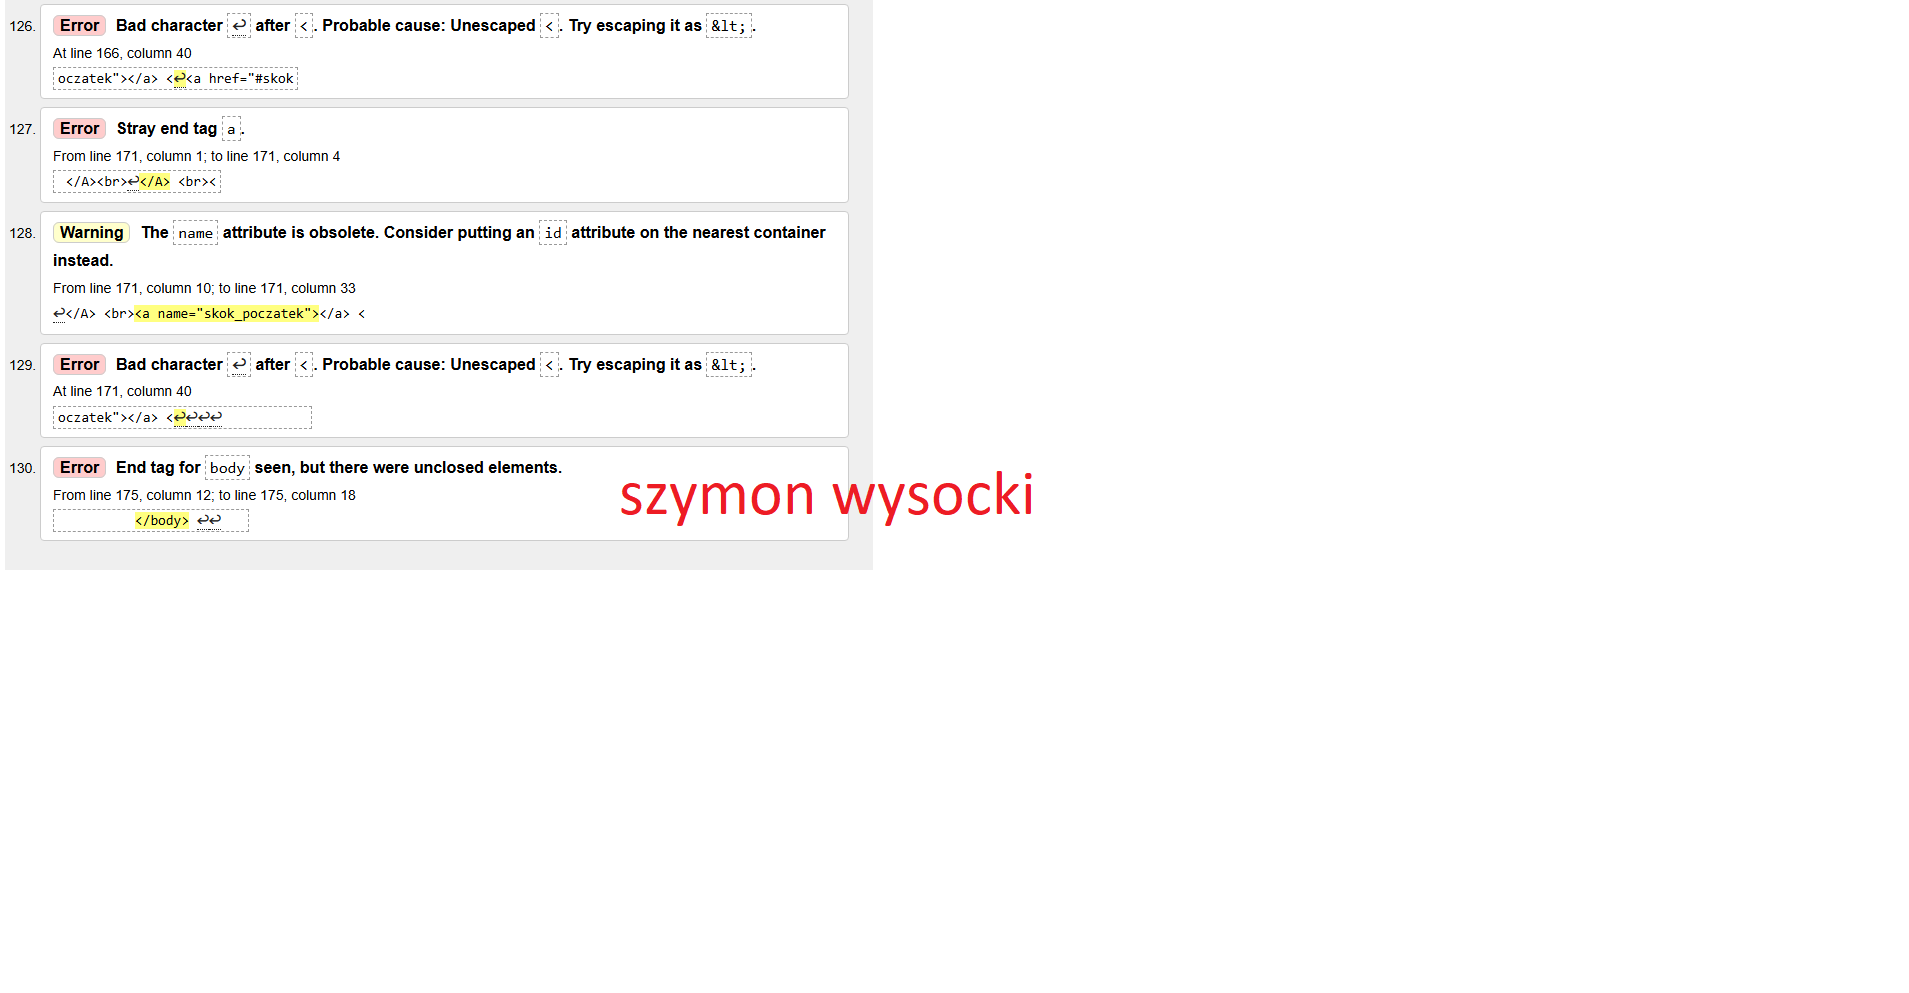 126. Error Bad character ↩ after <. Probable cause: Unescaped <. Try escaping it as &lt;.
At line 166, column 40
oczatek"></a> <↩<a href="#skok
127. Error Stray end tag a.
From line 171, column 1; to line 171, column 4
</A><br>↩</A> <br><
128. Warning The name attribute is obsolete. Consider putting an id attribute on the nearest container
instead.
From line 171, column 10; to line 171, column 33
↩</A> <br><a name="skok_poczatek"></a> <
129. Error Bad character ↩ after <. Probable cause: Unescaped <. Try escaping it as &lt;.
At line 171, column 40
oczatek"></a> <↩↩↩↩
130. Error End tag for body seen, but there were unclosed elements.
From line 175, column 12; to line 175, column 18
szymon wysocki
</body> ↩↩